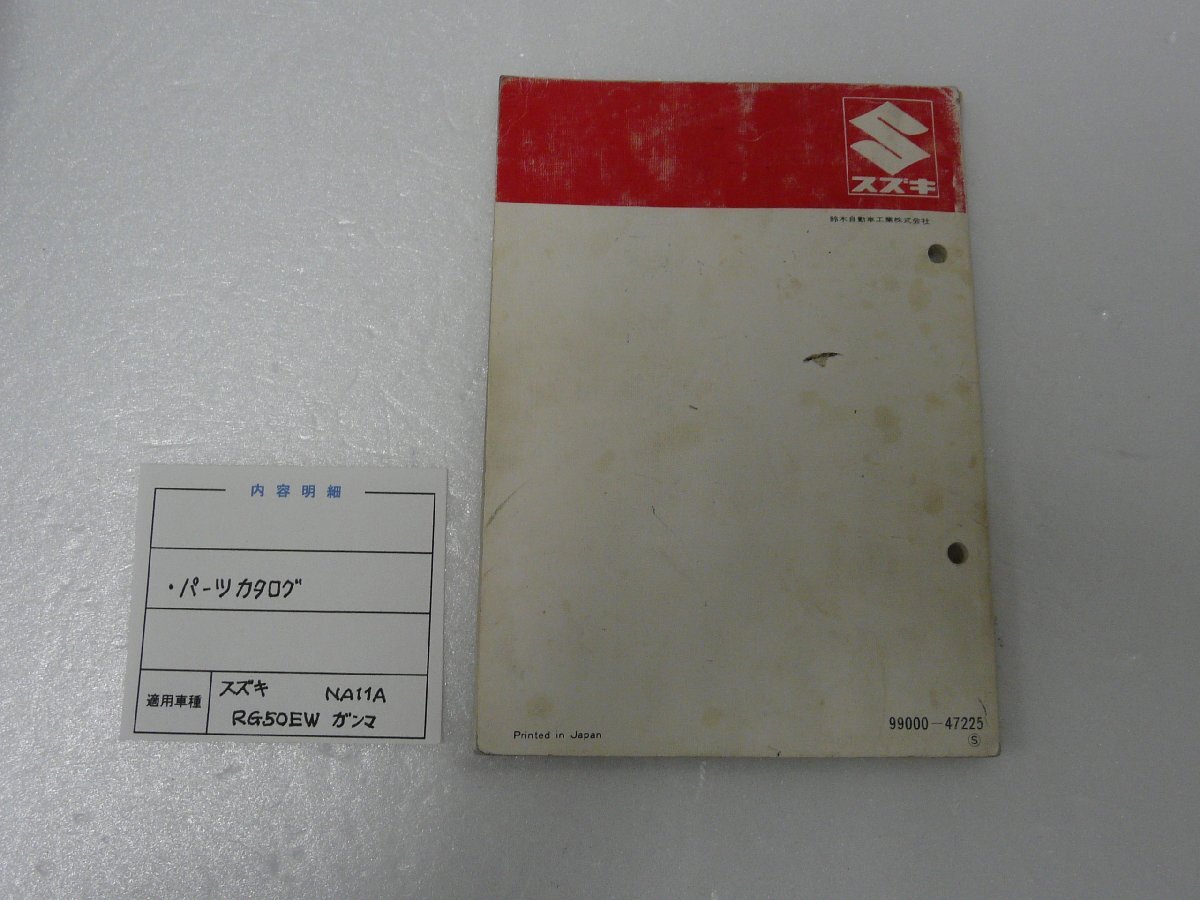 内容明細
・パーツカタログ
適用車種
スズキ NA11A
RG50EW ガンマ
スズキ
鈴木自動車工業株式会社
Printed in Japan
99000-47225
Ⓢ